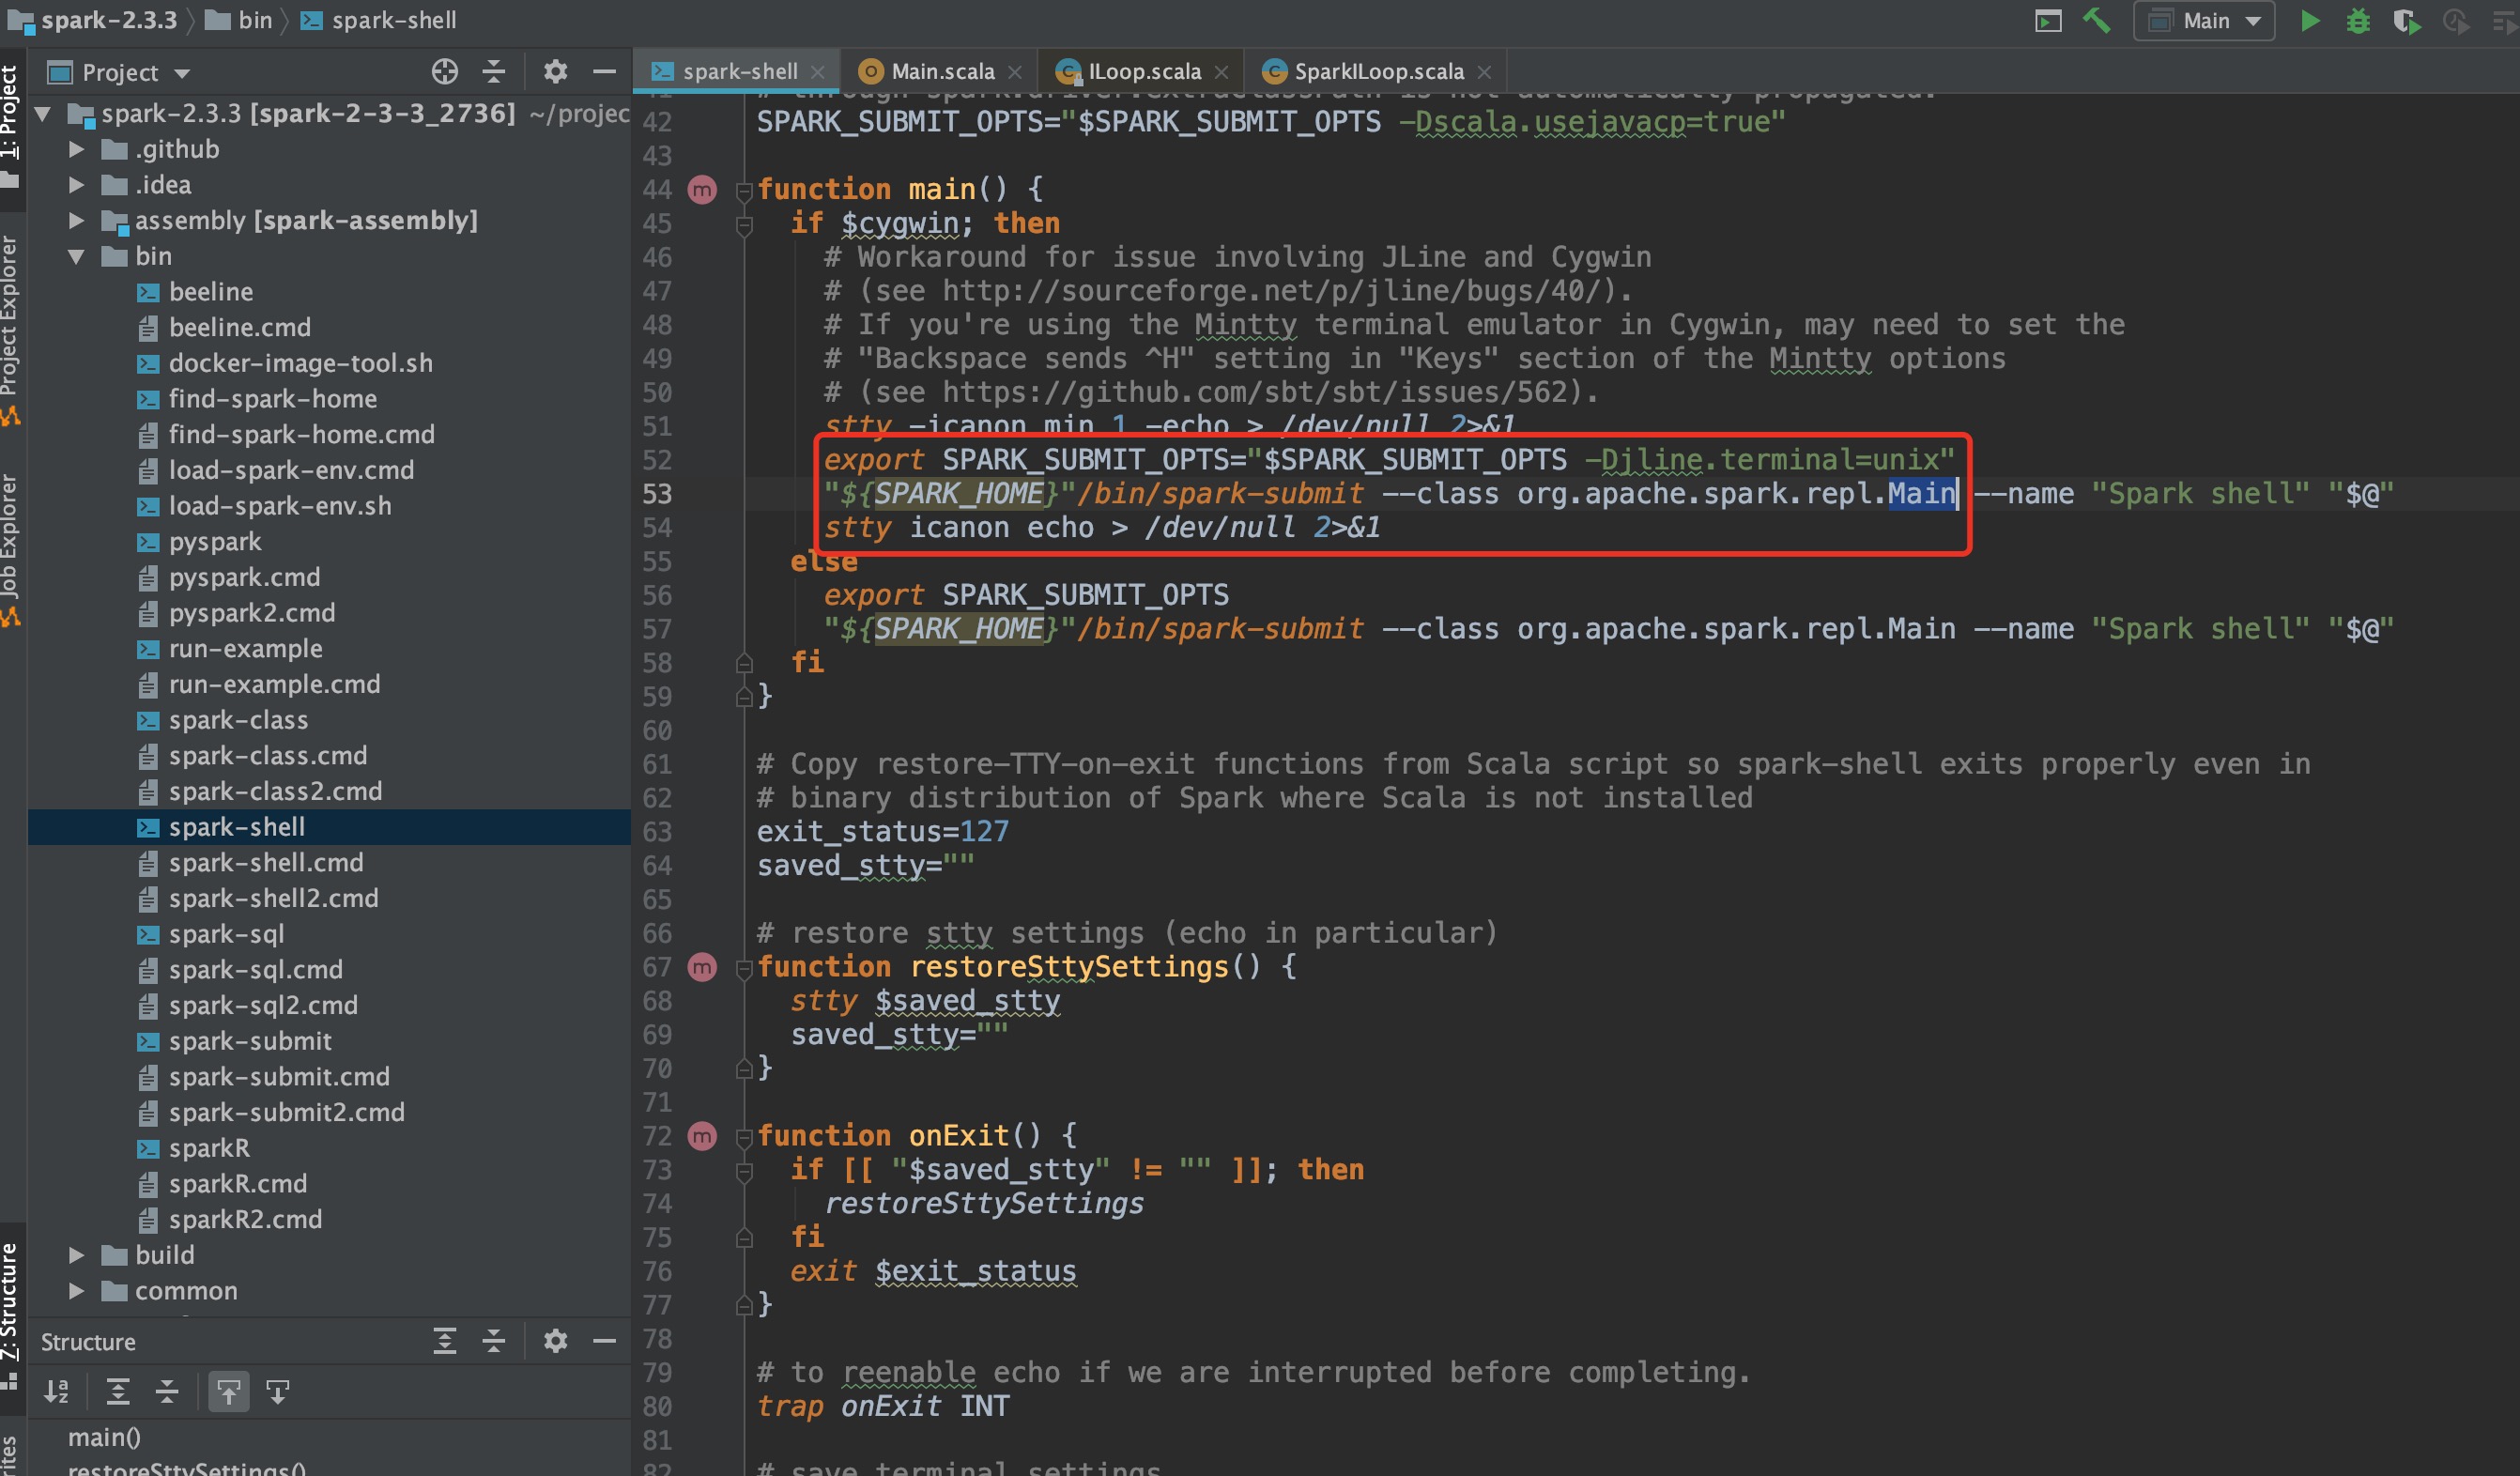 spark-2.3.3 bin spark-shell
Main
1: Project
Project Explorer
Job Explorer
Z: Structure
rites
Project
spark-2.3.3 [spark-2-3-3_2736] ~/projec
.github
.idea
assembly [spark-assembly]
bin
beeline
beeline.cmd
docker-image-tool.sh
find-spark-home
find-spark-home.cmd
load-spark-env.cmd
load-spark-env.sh
pyspark
pyspark.cmd
pyspark2.cmd
run-example
run-example.cmd
spark-class
spark-class.cmd
spark-class2.cmd
spark-shell
spark-shell.cmd
spark-shell2.cmd
spark-sql
spark-sql.cmd
spark-sql2.cmd
spark-submit
spark-submit.cmd
spark-submit2.cmd
sparkR
sparkR.cmd
sparkR2.cmd
build
common
Structure
main()
restoreSttySettings()
spark-shell Main.scala ILoop.scala SparkILoop.scala
41 # through spark.driver.extraClassPath is not automatically propagated.
42 SPARK_SUBMIT_OPTS="$SPARK_SUBMIT_OPTS -Dscala.usejavacp=true"
43
44 function main() {
45 if $cygwin; then
46 # Workaround for issue involving JLine and Cygwin
47 # (see http://sourceforge.net/p/jline/bugs/40/).
48 # If you're using the Mintty terminal emulator in Cygwin, may need to set the
49 # "Backspace sends ^H" setting in "Keys" section of the Mintty options
50 # (see https://github.com/sbt/sbt/issues/562).
51 stty -icanon min 1 -echo > /dev/null 2>&1
52 export SPARK_SUBMIT_OPTS="$SPARK_SUBMIT_OPTS -Djline.terminal=unix"
53 "${SPARK_HOME}"/bin/spark-submit --class org.apache.spark.repl.Main --name "Spark shell" "$@"
54 stty icanon echo > /dev/null 2>&1
55 else
56 export SPARK_SUBMIT_OPTS
57 "${SPARK_HOME}"/bin/spark-submit --class org.apache.spark.repl.Main --name "Spark shell" "$@"
58 fi
59 }
60
61 # Copy restore-TTY-on-exit functions from Scala script so spark-shell exits properly even in
62 # binary distribution of Spark where Scala is not installed
63 exit_status=127
64 saved_stty=""
65
66 # restore stty settings (echo in particular)
67 function restoreSttySettings() {
68 stty $saved_stty
69 saved_stty=""
70 }
71
72 function onExit() {
73 if [[ "$saved_stty" != "" ]]; then
74 restoreSttySettings
75 fi
76 exit $exit_status
77 }
78
79 # to reenable echo if we are interrupted before completing.
80 trap onExit INT
81
82 # save terminal settings